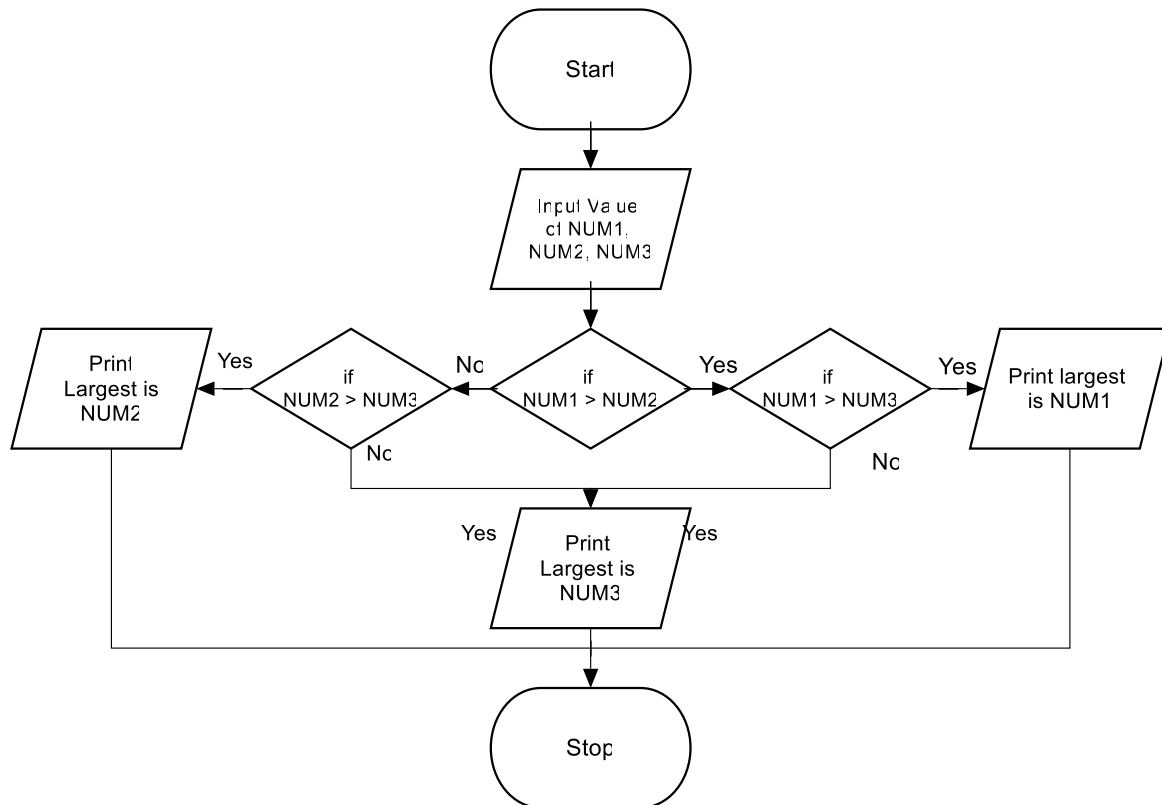 Start
Input Value
of NUM1,
NUM2, NUM3
Print
Largest is
NUM2
Yes
if
NUM2 > NUM3
No
if
NUM1 > NUM2
Yes
if
NUM1 > NUM3
Yes
Print largest
is NUM1
No
No
Yes
Print
Largest is
NUM3
Yes
Stop